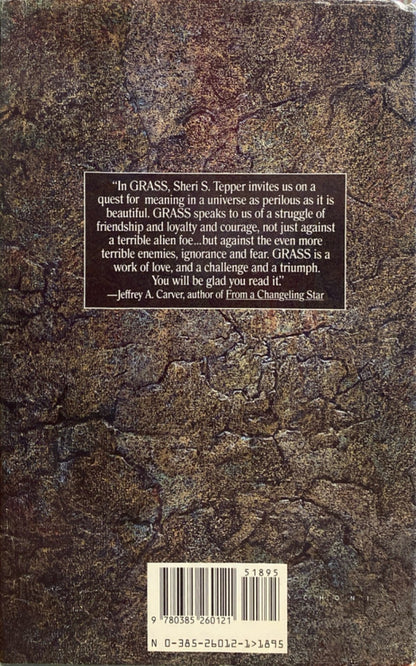 “In GRASS, Sheri S. Tepper invites us on a
quest for meaning in a universe as perilous as it is
beautiful. GRASS speaks to us of a struggle of
friendship and loyalty and courage, not just against
a terrible alien foe...but against the even more
terrible enemies, ignorance and fear. GRASS is a
work of love, and a challenge and a triumph.
You will be glad you read it.”
—Jeffrey A. Carver, author of From a Changeling Star
51895
9 780385 260121
N 0-385-26012-1>1895